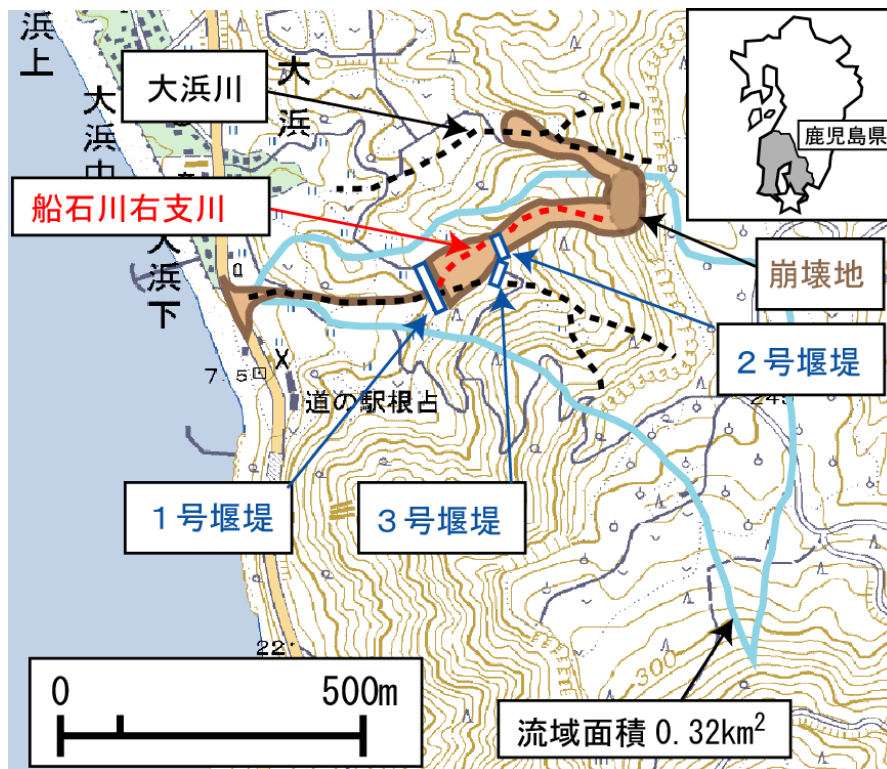 浜上
大浜川
大浜
大浜中
鹿児島県
船石川右支川
大浜下
崩壊地
7.5
2号堰堤
道の駅根占
1号堰堤
3号堰堤
22
300
0 500m
流域面積 0.32km²